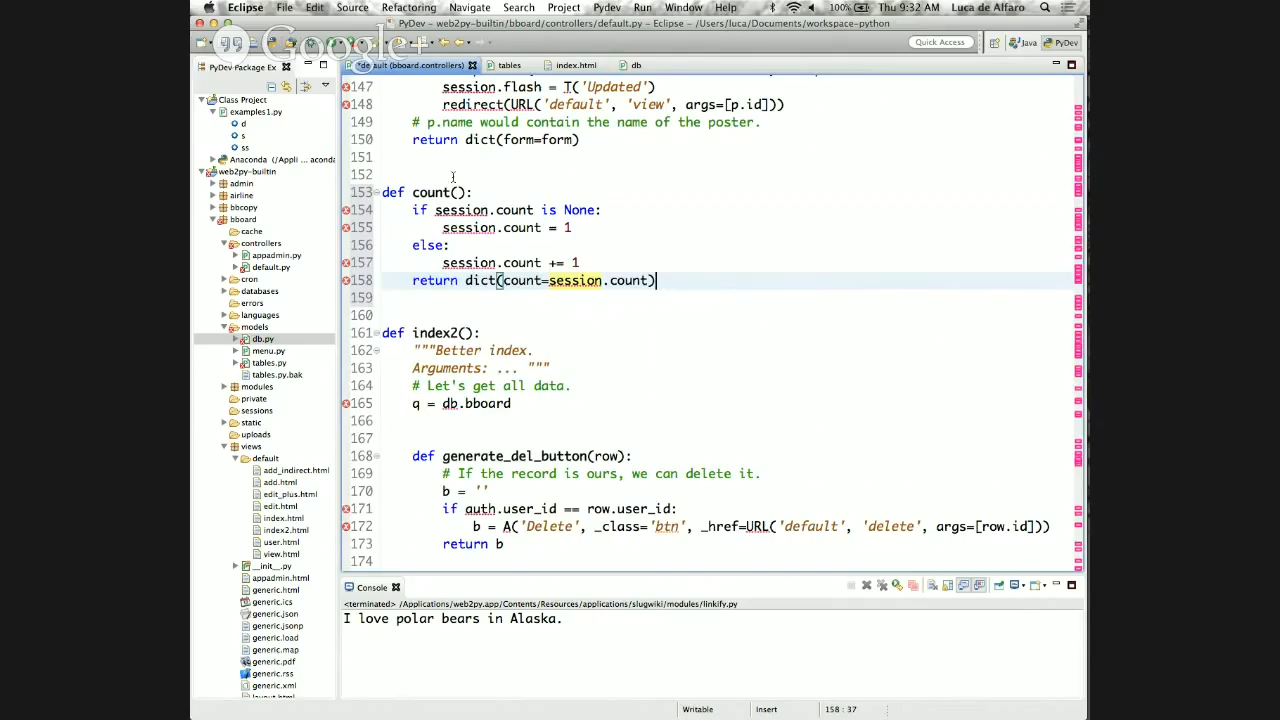 Eclipse File Edit Source Refactoring Navigate Search Project Pydev Run Window Help 100% Thu 9:32 AM Luca de Alfaro
PyDev - web2py-builtin/bboard/controllers/default.py - Eclipse - /Users/luca/Documents/workspace-python
Google+
Quick Access Java PyDev
PyDev Package Ex
*default (bboard.controllers) tables index.html db
Class Project
examples1.py
d
s
ss
Anaconda (/Appli ... aconda
web2py-builtin
admin
airline
bbcopy
bboard
cache
controllers
appadmin.py
default.py
cron
databases
errors
languages
models
db.py
menu.py
tables.py
tables.py.bak
modules
private
sessions
static
uploads
views
default
add_indirect.html
add.html
edit_plus.html
edit.html
index.html
index2.html
user.html
view.html
__init__.py
appadmin.html
generic.html
generic.ics
generic.json
generic.jsonp
generic.load
generic.map
generic.pdf
generic.rss
generic.xml
147 session.flash = T('Updated')
148 redirect(URL('default', 'view', args=[p.id]))
149 # p.name would contain the name of the poster.
150 return dict(form=form)
151
152
153 def count():
154 if session.count is None:
155 session.count = 1
156 else:
157 session.count += 1
158 return dict(count=session.count)
159
160
161 def index2():
162 """Better index.
163 Arguments: ... """
164 # Let's get all data.
165 q = db.bboard
166
167
168 def generate_del_button(row):
169 # If the record is ours, we can delete it.
170 b = ''
171 if auth.user_id == row.user_id:
172 b = A('Delete', _class='btn', _href=URL('default', 'delete', args=[row.id]))
173 return b
174
Console
<terminated> /Applications/web2py.app/Contents/Resources/applications/slugwiki/modules/linkify.py
I love polar bears in Alaska.
Writable Insert 158 : 37